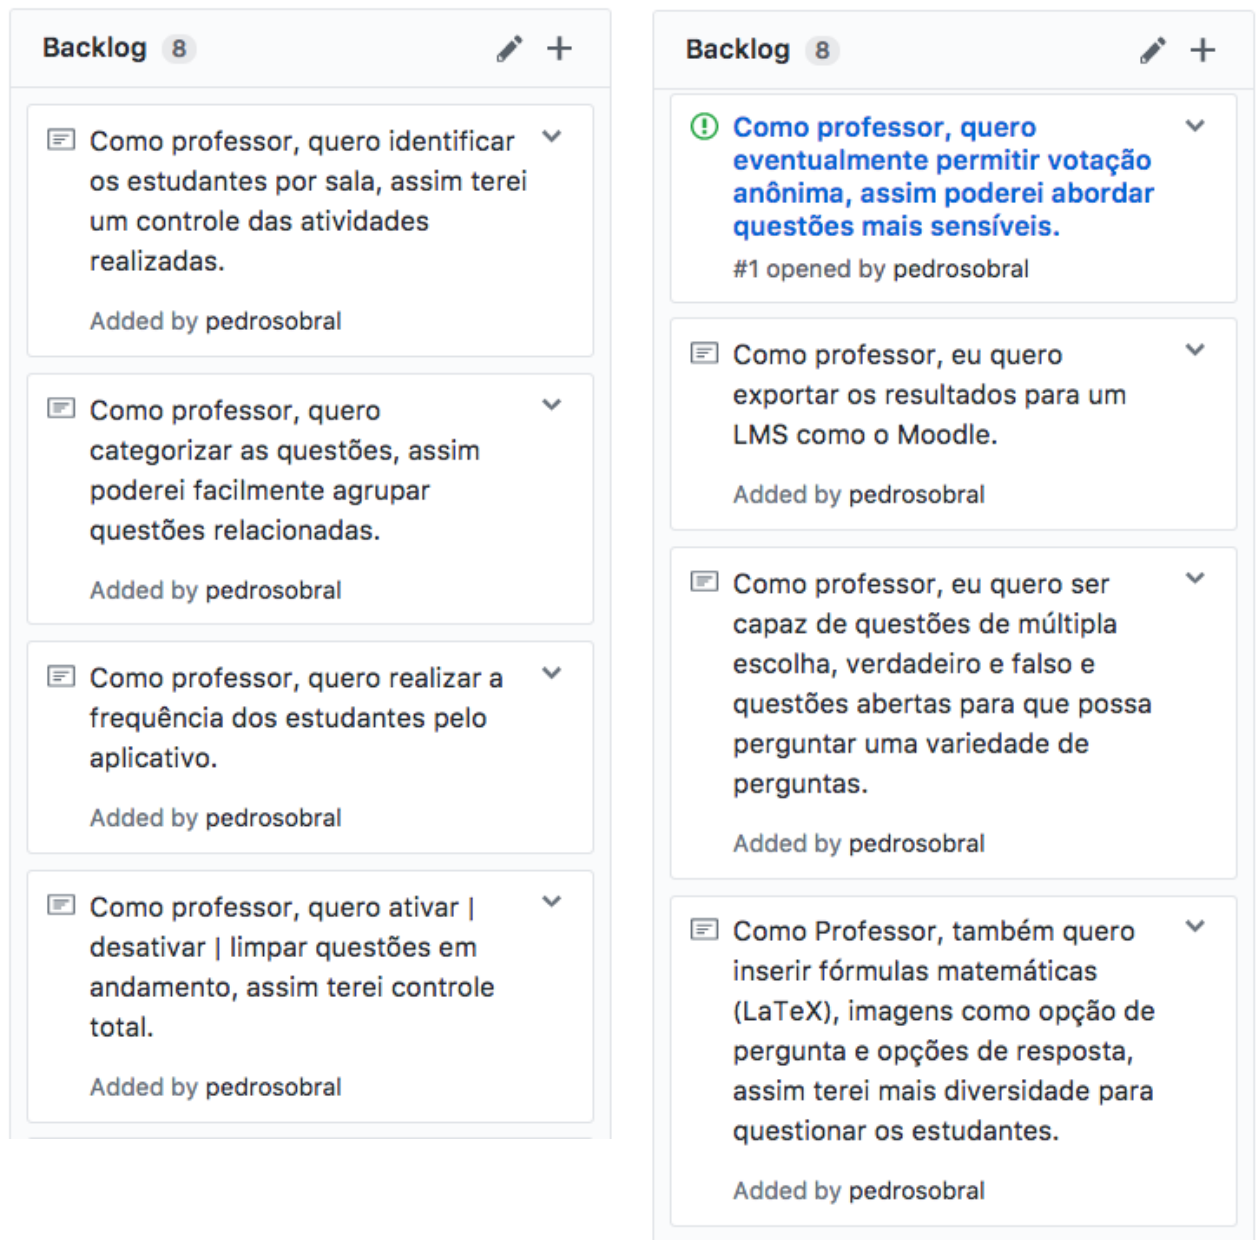 Backlog 8
Como professor, quero identificar
os estudantes por sala, assim terei
um controle das atividades
realizadas.
Added by pedrosobral
Como professor, quero
categorizar as questões, assim
poderei facilmente agrupar
questões relacionadas.
Added by pedrosobral
Como professor, quero realizar a
frequência dos estudantes pelo
aplicativo.
Added by pedrosobral
Como professor, quero ativar |
desativar | limpar questões em
andamento, assim terei controle
total.
Added by pedrosobral
Backlog 8
Como professor, quero
eventualmente permitir votação
anônima, assim poderei abordar
questões mais sensíveis.
#1 opened by pedrosobral
Como professor, eu quero
exportar os resultados para um
LMS como o Moodle.
Added by pedrosobral
Como professor, eu quero ser
capaz de questões de múltipla
escolha, verdadeiro e falso e
questões abertas para que possa
perguntar uma variedade de
perguntas.
Added by pedrosobral
Como Professor, também quero
inserir fórmulas matemáticas
(LaTeX), imagens como opção de
pergunta e opções de resposta,
assim terei mais diversidade para
questionar os estudantes.
Added by pedrosobral